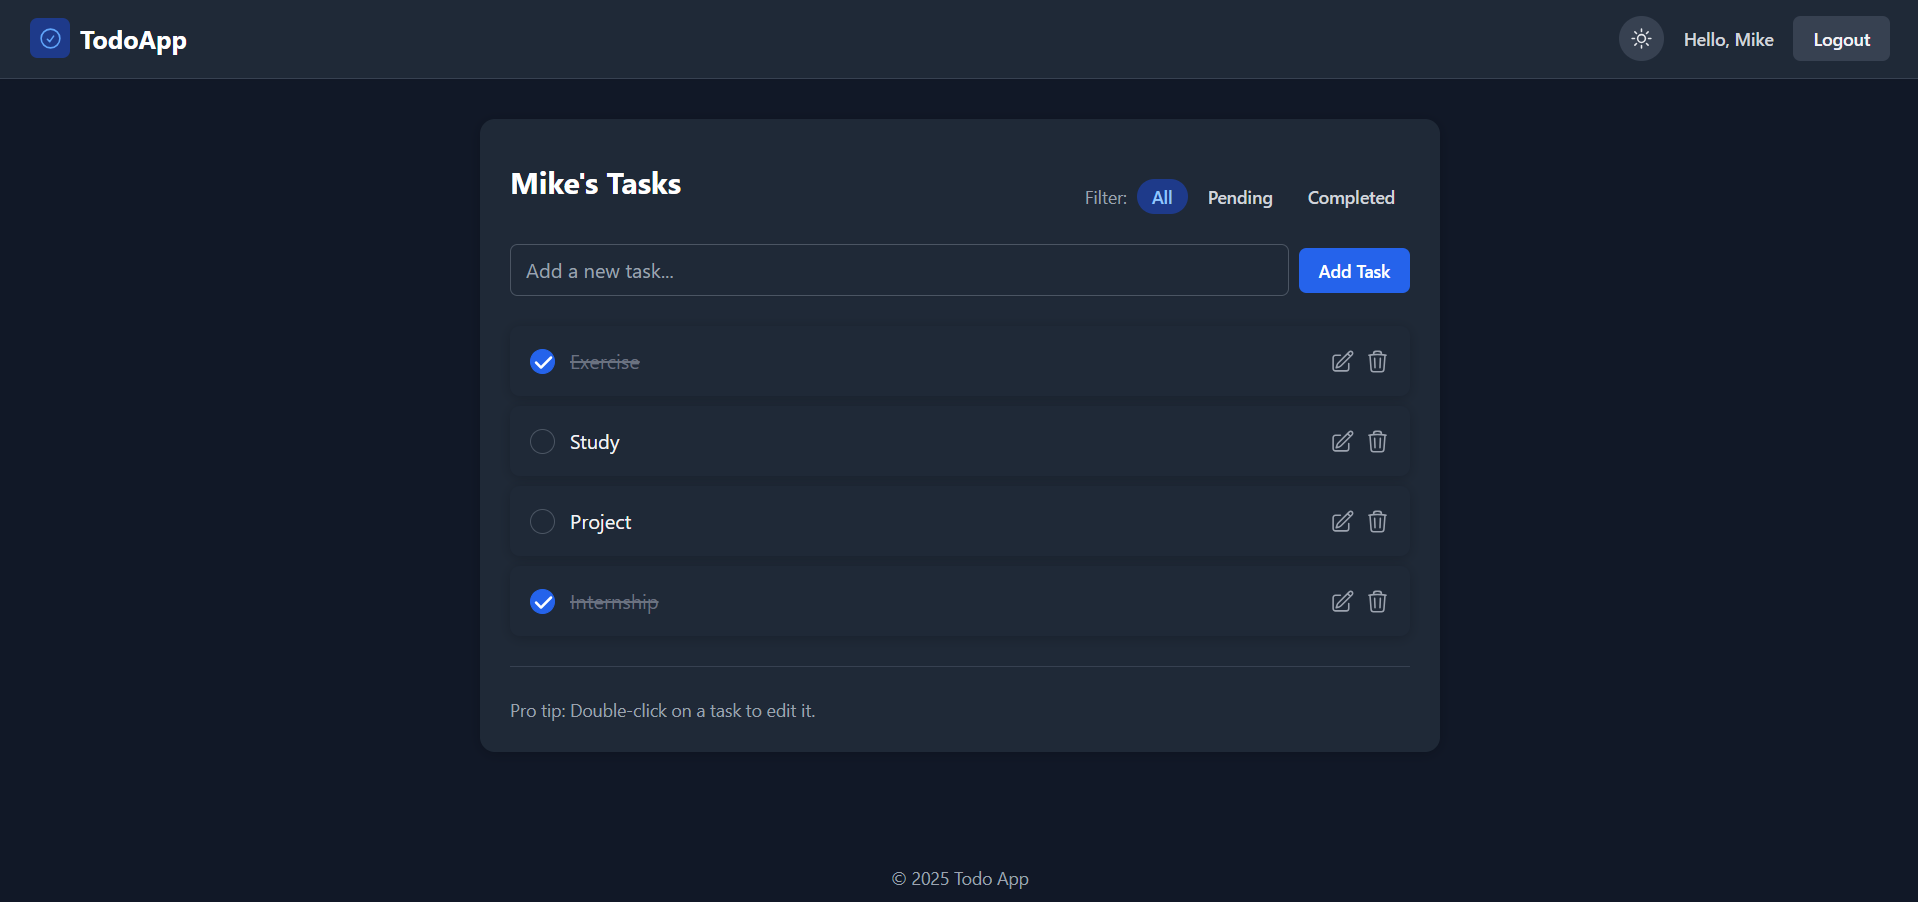 TodoApp
Hello, Mike
Logout
Mike's Tasks
Filter: All Pending Completed
Add a new task...
Add Task
Exercise
Study
Project
Internship
Pro tip: Double-click on a task to edit it.
© 2025 Todo App